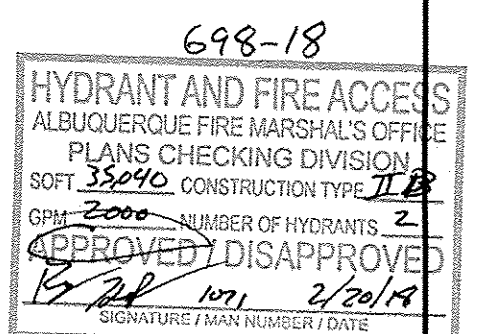 698-18
HYDRANT AND FIRE ACCESS
ALBUQUERQUE FIRE MARSHAL'S OFFICE
PLANS CHECKING DIVISION
SQFT 35,040 CONSTRUCTION TYPE II B
GPM 2000 NUMBER OF HYDRANTS 2
APPROVED / DISAPPROVED
1071 2/20/18
SIGNATURE / MAN NUMBER / DATE